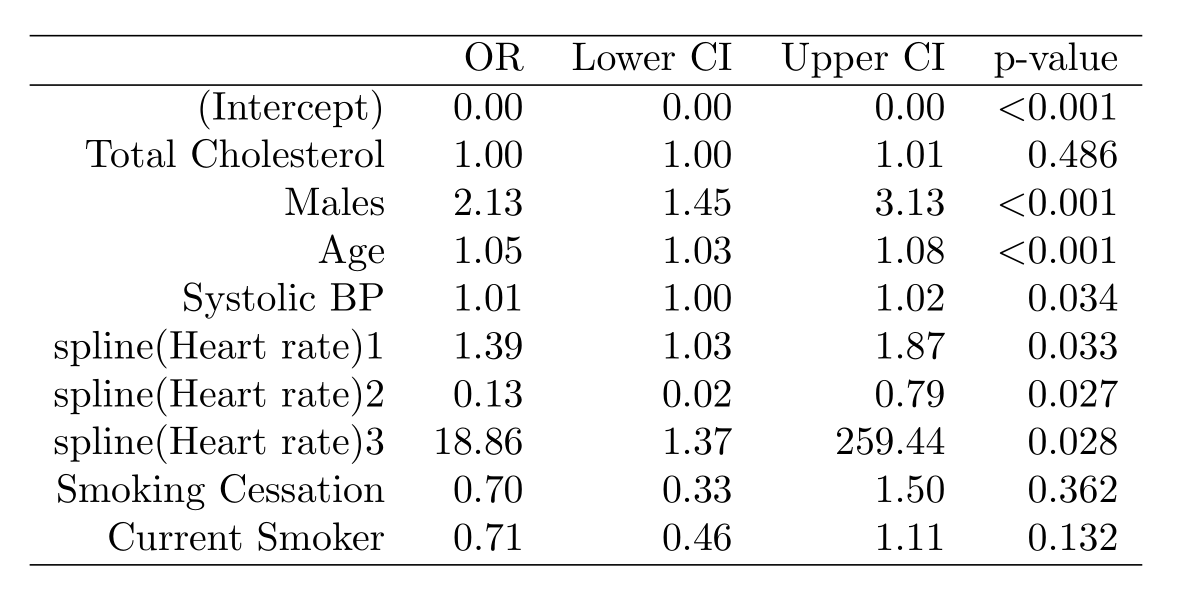 OR Lower CI Upper CI p-value
(Intercept) 0.00 0.00 0.00 <0.001
Total Cholesterol 1.00 1.00 1.01 0.486
Males 2.13 1.45 3.13 <0.001
Age 1.05 1.03 1.08 <0.001
Systolic BP 1.01 1.00 1.02 0.034
spline(Heart rate)1 1.39 1.03 1.87 0.033
spline(Heart rate)2 0.13 0.02 0.79 0.027
spline(Heart rate)3 18.86 1.37 259.44 0.028
Smoking Cessation 0.70 0.33 1.50 0.362
Current Smoker 0.71 0.46 1.11 0.132